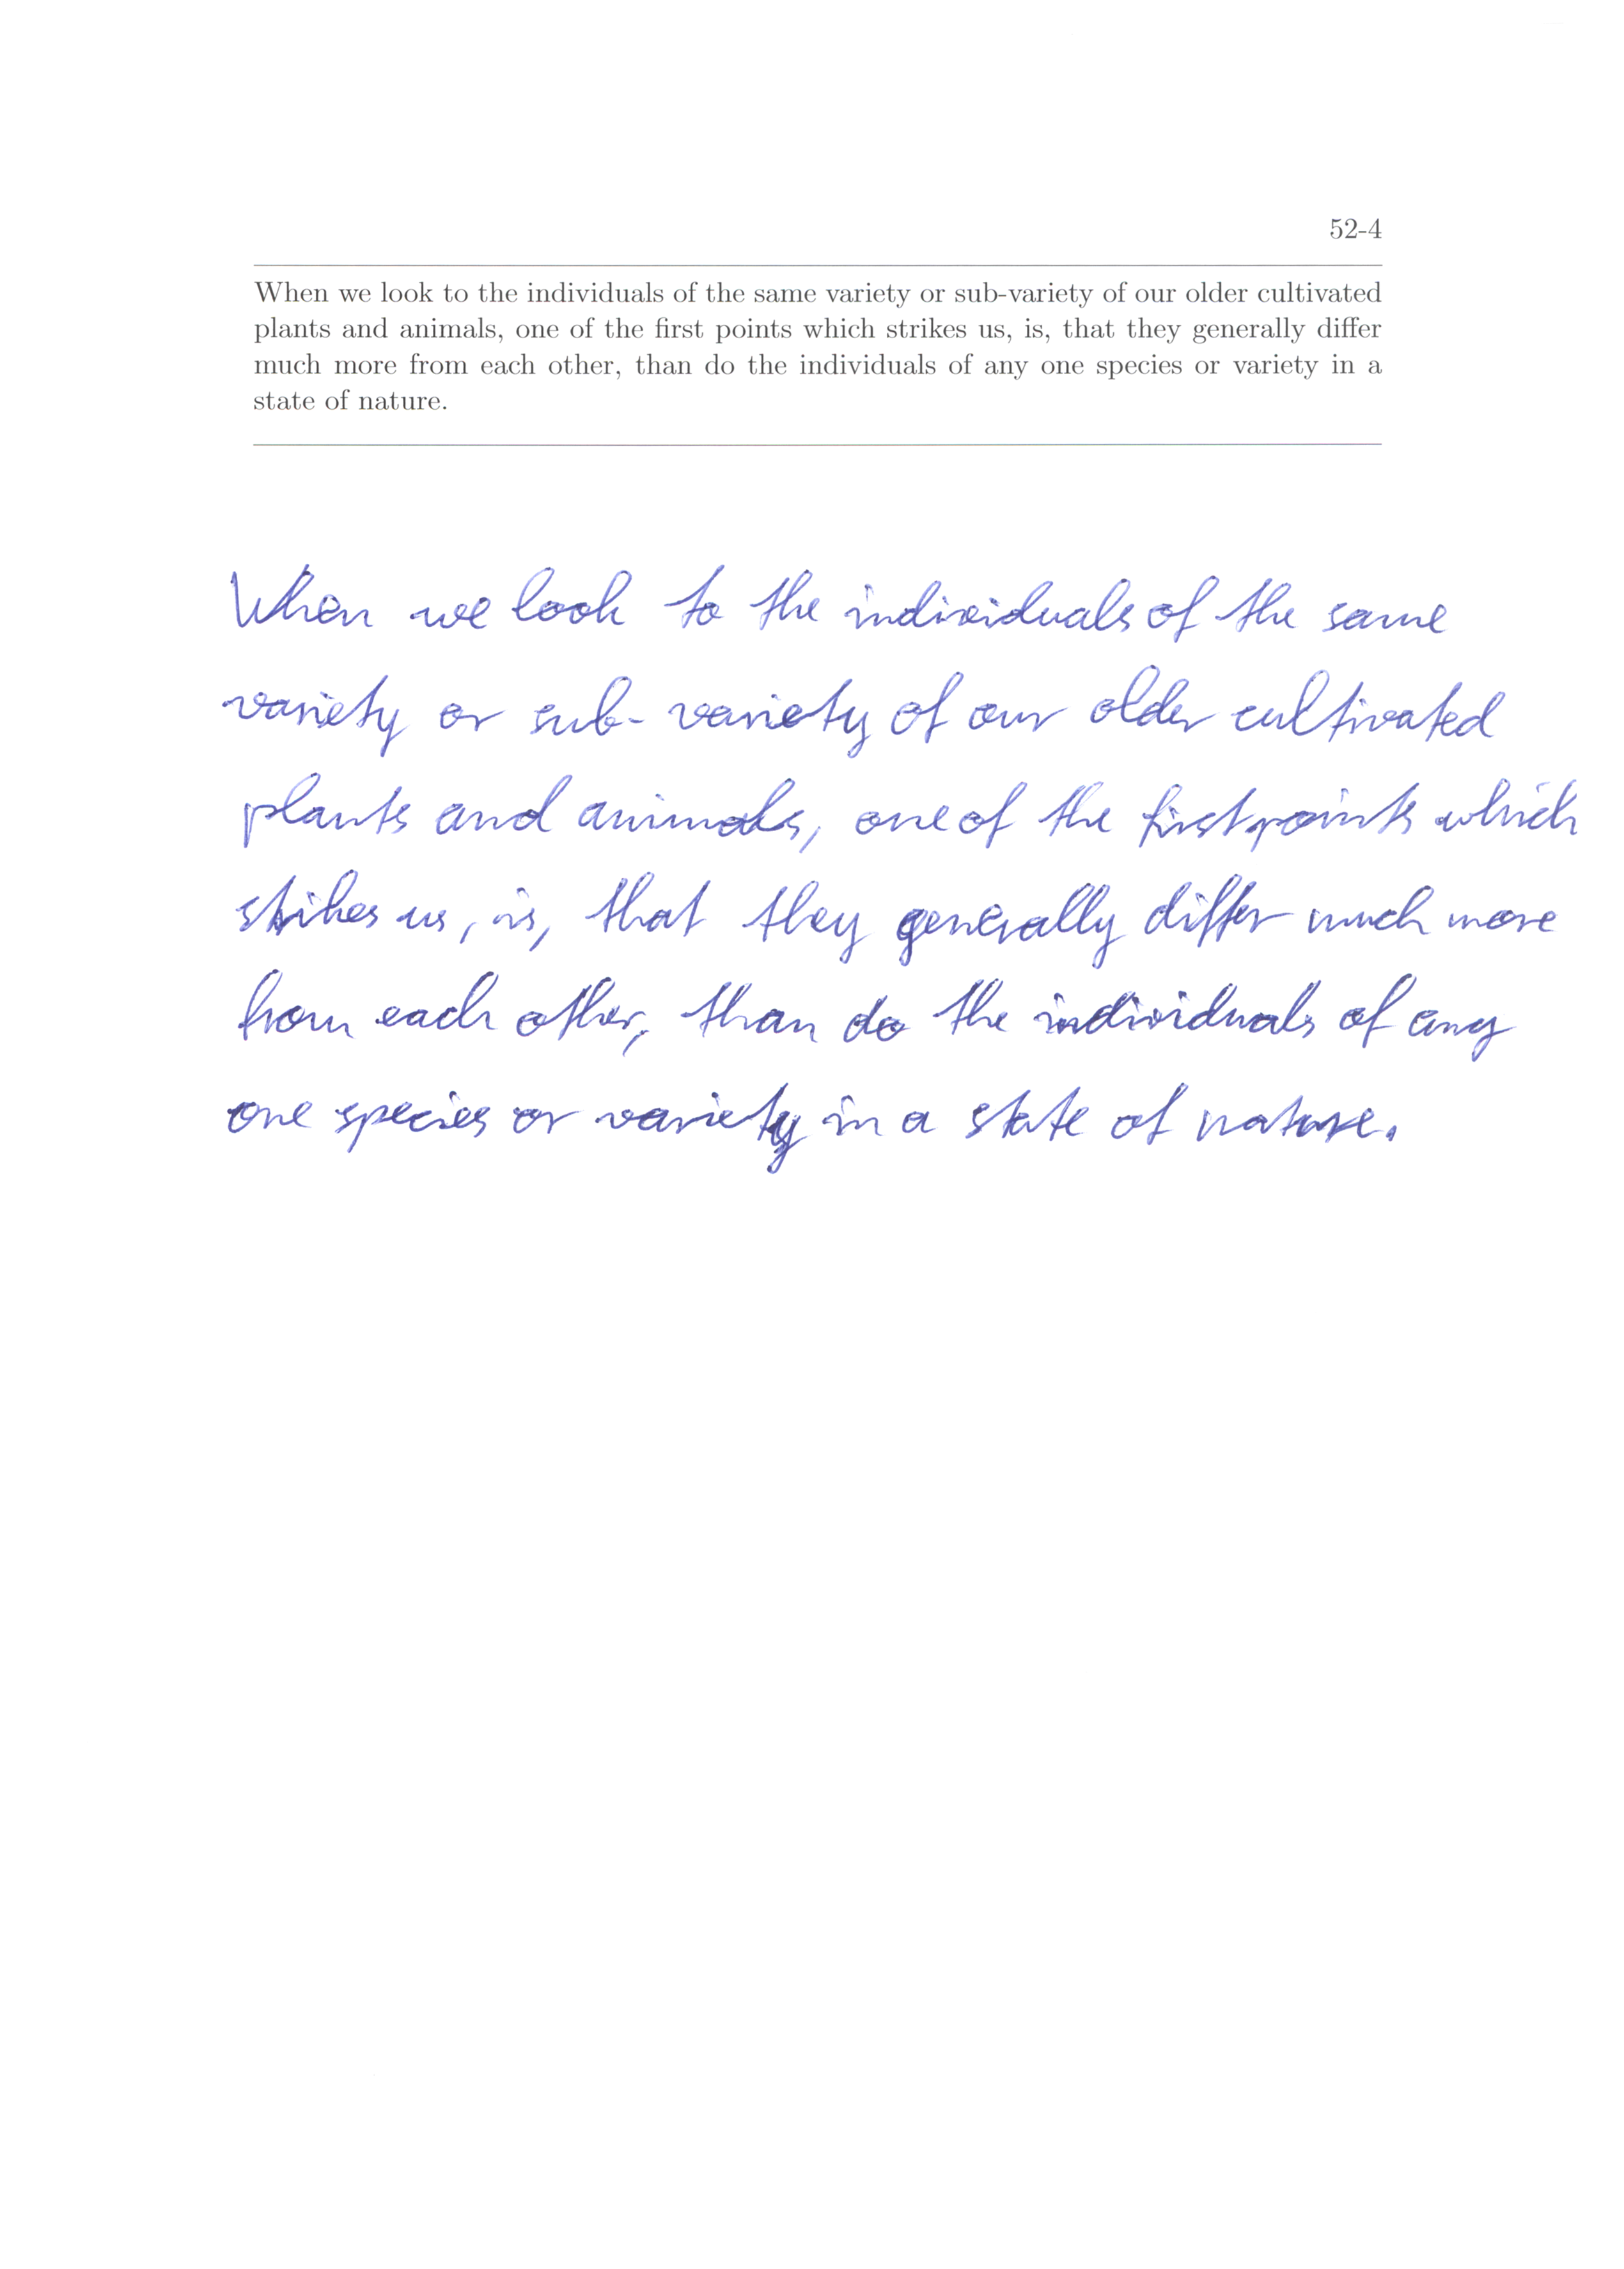 52-4
When we look to the individuals of the same variety or sub-variety of our older cultivated
plants and animals, one of the first points which strikes us, is, that they generally differ
much more from each other, than do the individuals of any one species or variety in a
state of nature.
When we look to the individuals of the same
variety or sub-variety of our older cultivated
plants and animals, one of the first points which
strikes us, is, that they generally differ much more
from each other, than do the individuals of any
one species or variety in a state of nature.